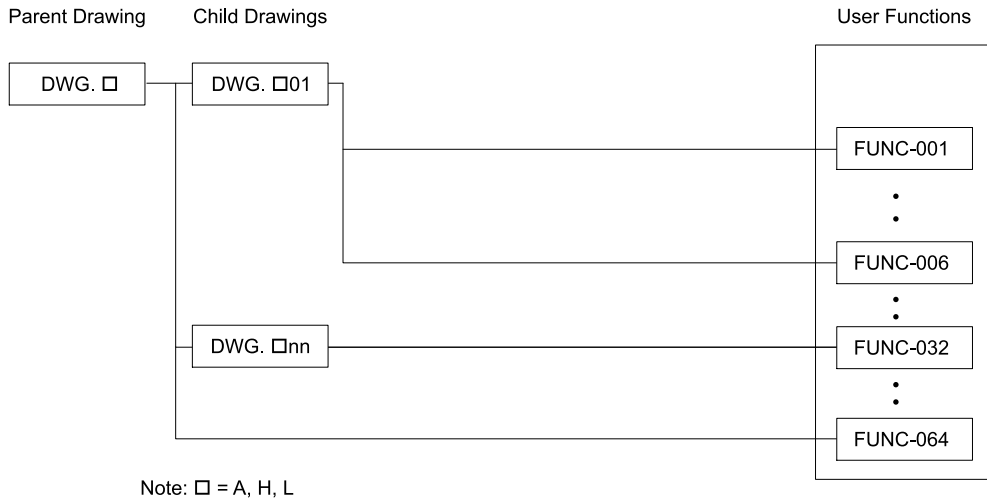 Parent Drawing
Child Drawings
User Functions
DWG. □
DWG. □01
FUNC-001
FUNC-006
DWG. □nn
FUNC-032
FUNC-064
Note: □ = A, H, L